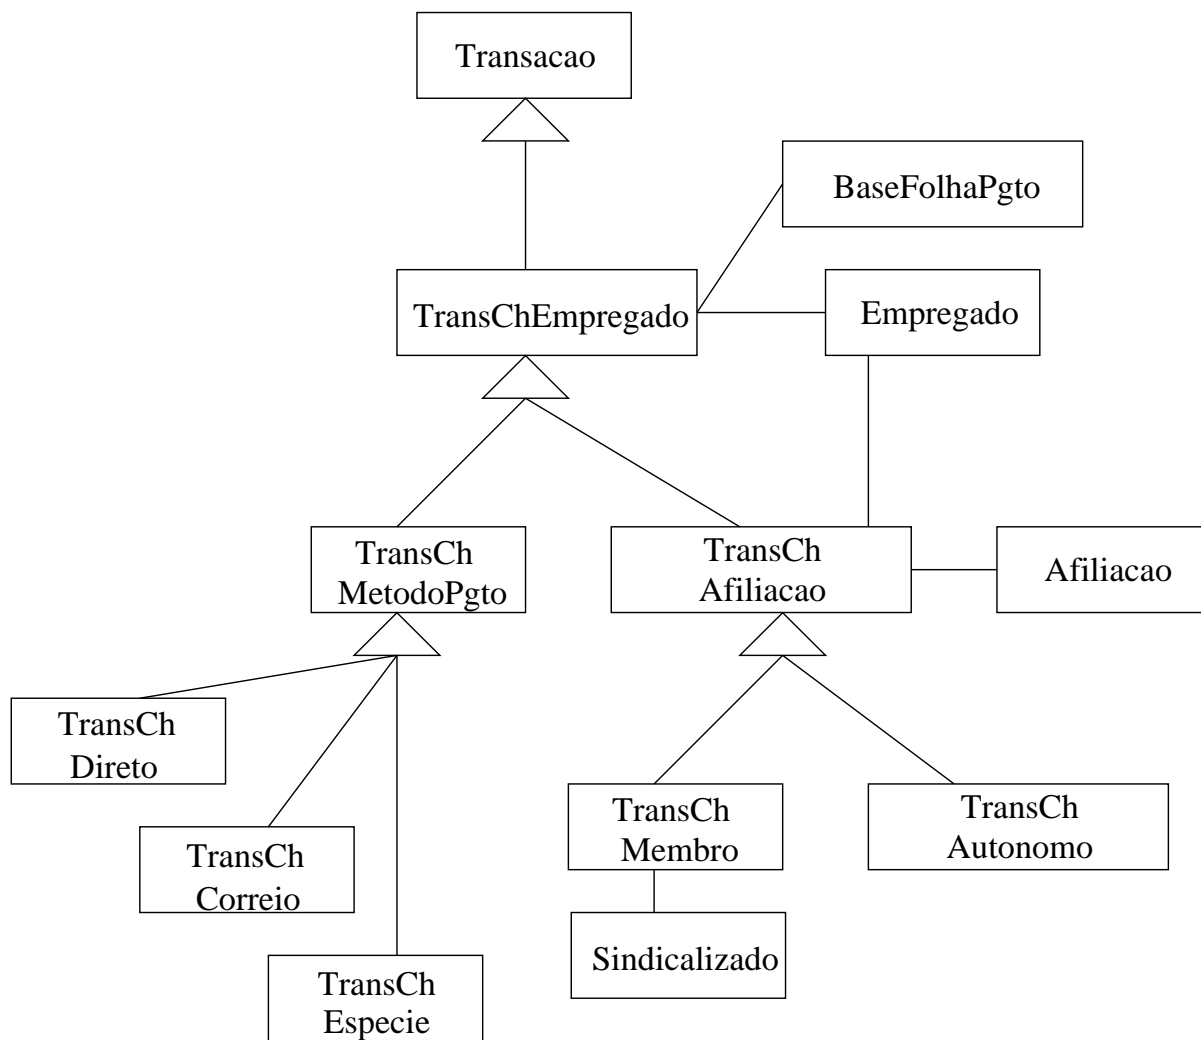 Transacao
BaseFolhaPgto
TransChEmpregado
Empregado
TransCh
MetodoPgto
TransCh
Afiliacao
Afiliacao
TransCh
Direto
TransCh
Membro
TransCh
Autonomo
TransCh
Correio
Sindicalizado
TransCh
Especie